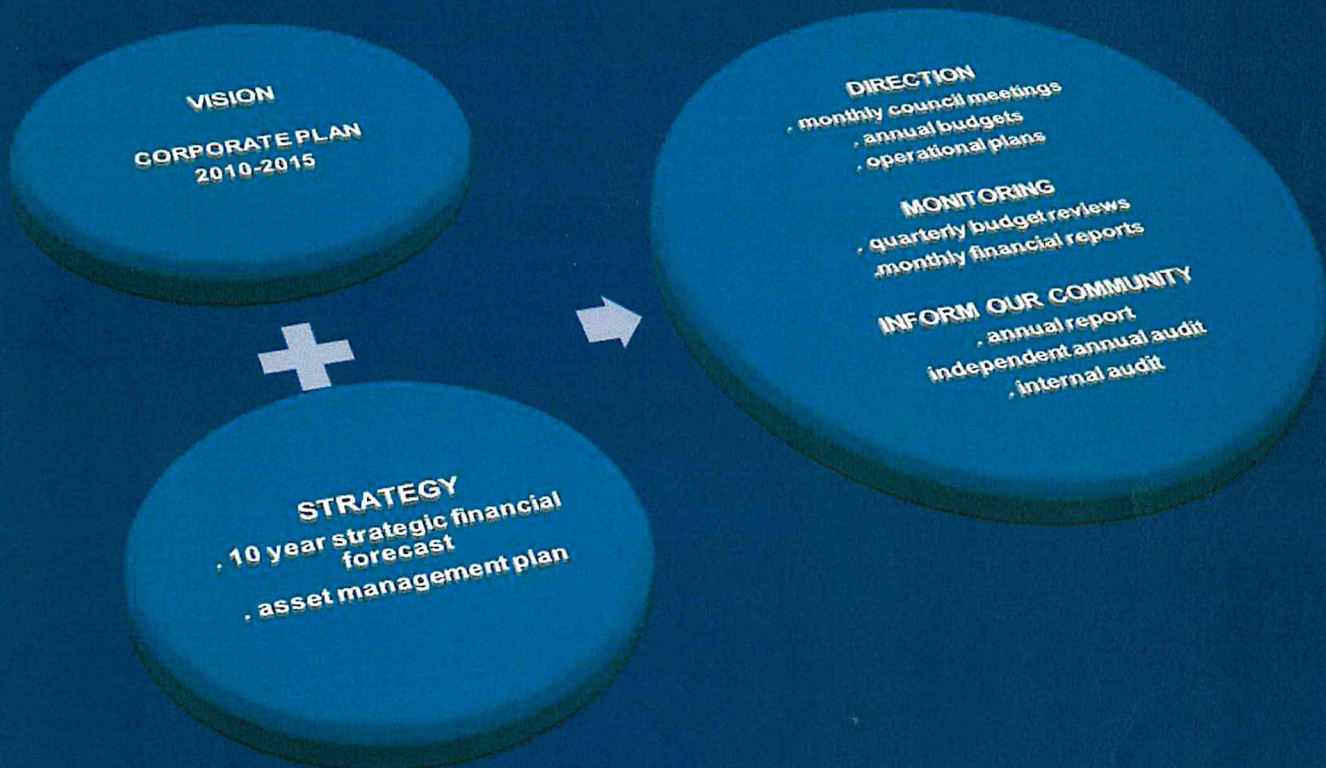 VISION
CORPORATE PLAN
2010-2015
STRATEGY
. 10 year strategic financial
forecast
. asset management plan
DIRECTION
. monthly council meetings
. annual budgets
. operational plans
MONITORING
. quarterly budget reviews
.monthly financial reports
INFORM OUR COMMUNITY
. annual report
independent annual audit
. internal audit